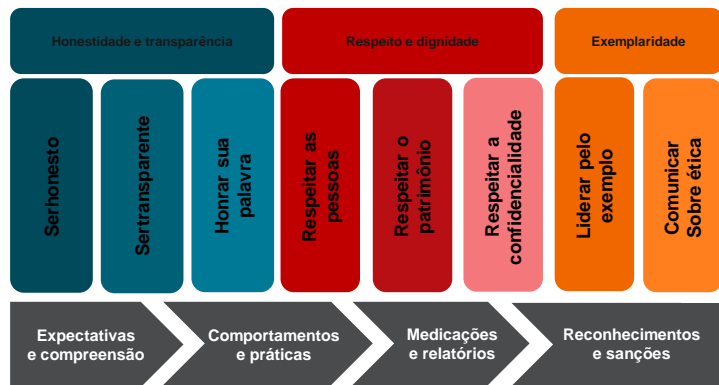 Honestidade e transparência
Respeito e dignidade
Exemplaridade
Serhonesto
Sertransparente
Honrar sua
palavra
Respeitar as
pessoas
Respeitar o
patrimônio
Respeitar a
confidencialidade
Liderar pelo
exemplo
Comunicar
Sobre ética
Expectativas
e compreensão
Comportamentos
e práticas
Medicações
e relatórios
Reconhecimentos
e sanções